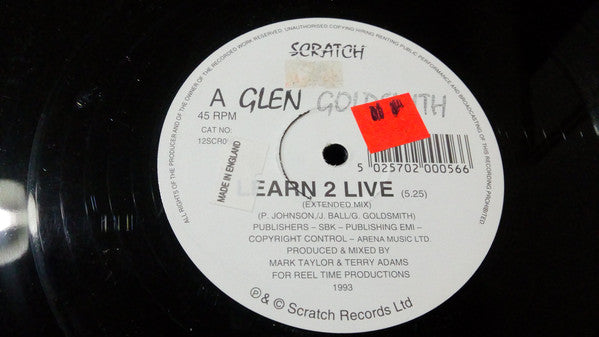 ALL RIGHTS OF THE PRODUCER AND OF THE OWNER OF THE RECORDED WORK RESERVED. UNAUTHORISED COPYING HIRING RENTING PUBLIC PERFORMANCE AND BROADCASTING OF THIS RECORDING PROHIBITED
SCRATCH
A GLEN GOLDSMITH
45 RPM
CAT NO:
12SCR0
MADE IN ENGLAND
5 025702 000566
LEARN 2 LIVE (5.25)
(EXTENDED MIX)
(P. JOHNSON/J. BALL/G. GOLDSMITH)
PUBLISHERS – SBK – PUBLISHING EMI –
COPYRIGHT CONTROL – ARENA MUSIC LTD
PRODUCED & MIXED BY
MARK TAYLOR & TERRY ADAMS
FOR REEL TIME PRODUCTIONS
1993
℗ & © Scratch Records Ltd